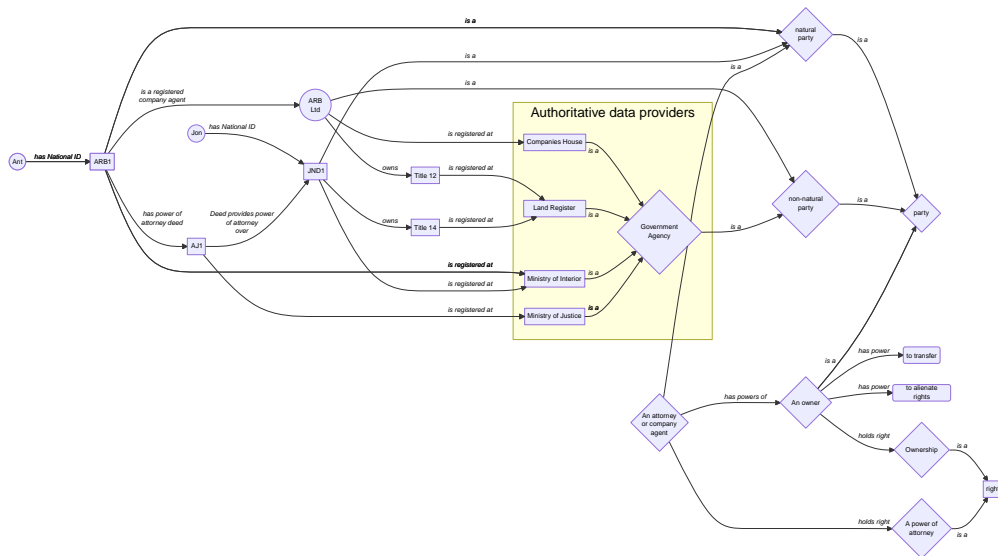 is a
natural
party
is a
is a
is a
is a
is a registered
company agent
ARB
Ltd
Authoritative data providers
Jon
has National ID
is registered at
Companies House
is a
Ant
has National ID
ARB1
JND1
owns
Title 12
is registered at
non-natural
party
is a
party
has power of
attorney deed
Deed provides power
of attorney
over
owns
Title 14
is registered at
Land Register
is a
Government
Agency
is a
AJ1
is registered at
Ministry of Interior
is a
is registered at
is registered at
Ministry of Justice
is a
is a
has power
to transfer
has power
to alienate
rights
An attorney
or company
agent
has powers of
An owner
holds right
Ownership
is a
right
holds right
A power of
attorney
is a